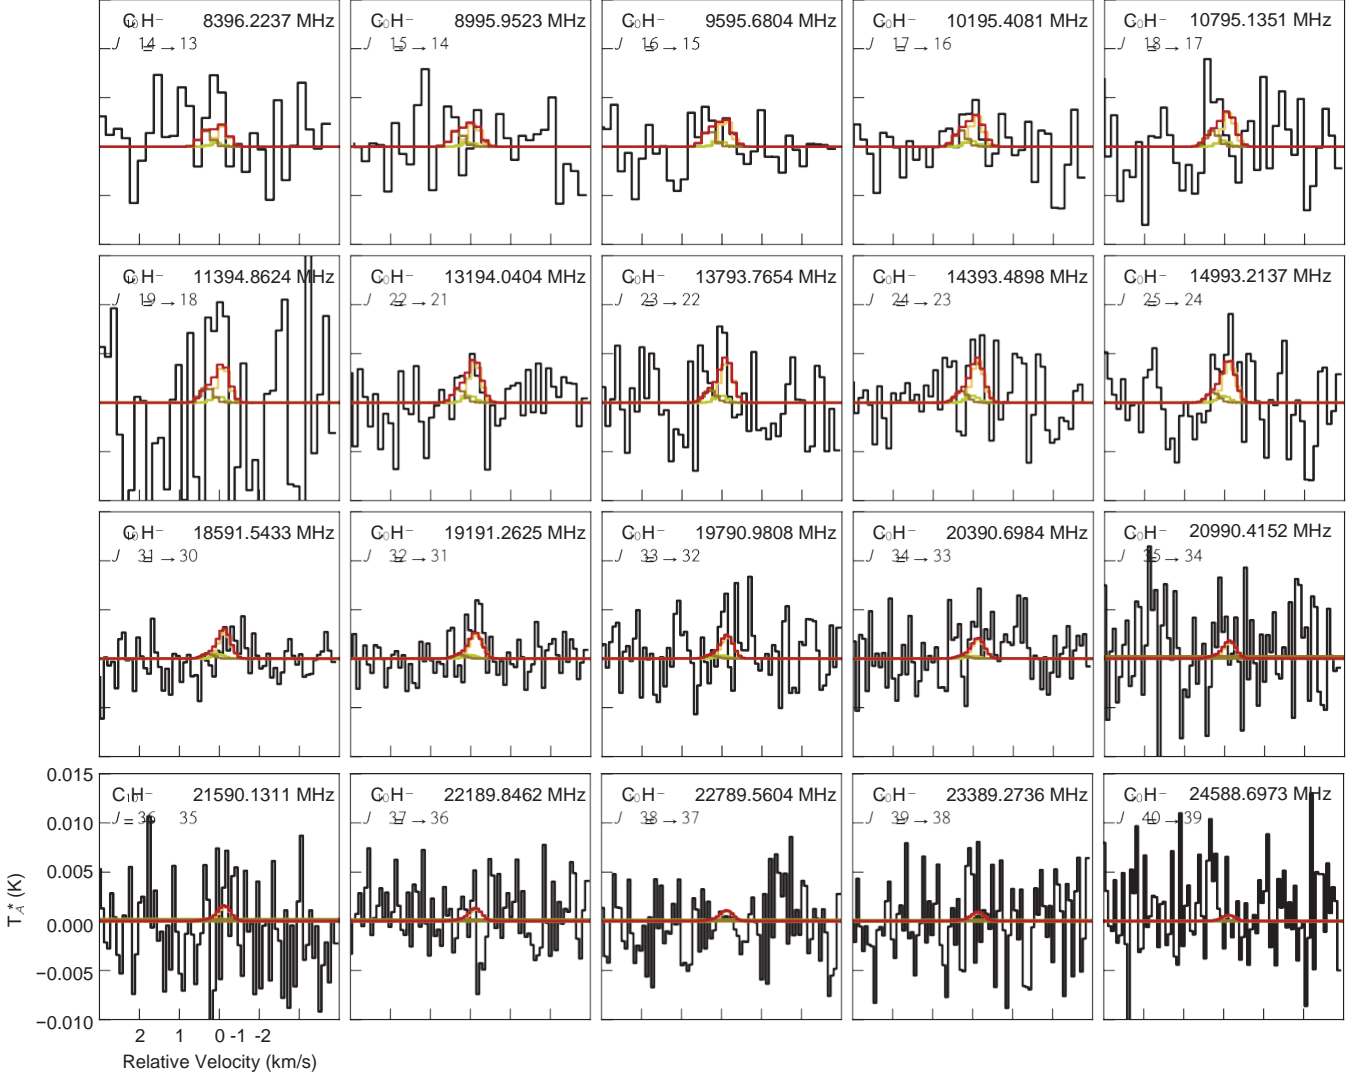 C₁₀H⁻ 8396.2237 MHz
J = 14 → 13
C₁₀H⁻ 8995.9523 MHz
J = 15 → 14
C₁₀H⁻ 9595.6804 MHz
J = 16 → 15
C₁₀H⁻ 10195.4081 MHz
J = 17 → 16
C₁₀H⁻ 10795.1351 MHz
J = 18 → 17
C₁₀H⁻ 11394.8624 MHz
J = 19 → 18
C₁₀H⁻ 13194.0404 MHz
J = 22 → 21
C₁₀H⁻ 13793.7654 MHz
J = 23 → 22
C₁₀H⁻ 14393.4898 MHz
J = 24 → 23
C₁₀H⁻ 14993.2137 MHz
J = 25 → 24
C₁₀H⁻ 18591.5433 MHz
J = 31 → 30
C₁₀H⁻ 19191.2625 MHz
J = 32 → 31
C₁₀H⁻ 19790.9808 MHz
J = 33 → 32
C₁₀H⁻ 20390.6984 MHz
J = 34 → 33
C₁₀H⁻ 20990.4152 MHz
J = 35 → 34
C₁₀H⁻ 21590.1311 MHz
J = 36 35
C₁₀H⁻ 22189.8462 MHz
J = 37 → 36
C₁₀H⁻ 22789.5604 MHz
J = 38 → 37
C₁₀H⁻ 23389.2736 MHz
J = 39 → 38
C₁₀H⁻ 24588.6973 MHz
J = 40 → 39
0.015
0.010
0.005
0.000
−0.005
−0.010
T_A* (K)
2 1 0 -1 -2
Relative Velocity (km/s)